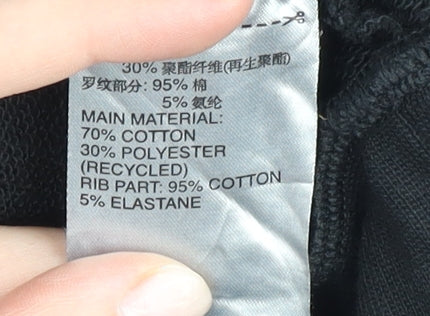 30% 聚酯纤维(再生聚酯)
罗纹部分: 95% 棉
5% 氨纶
MAIN MATERIAL:
70% COTTON
30% POLYESTER
(RECYCLED)
RIB PART: 95% COTTON
5% ELASTANE